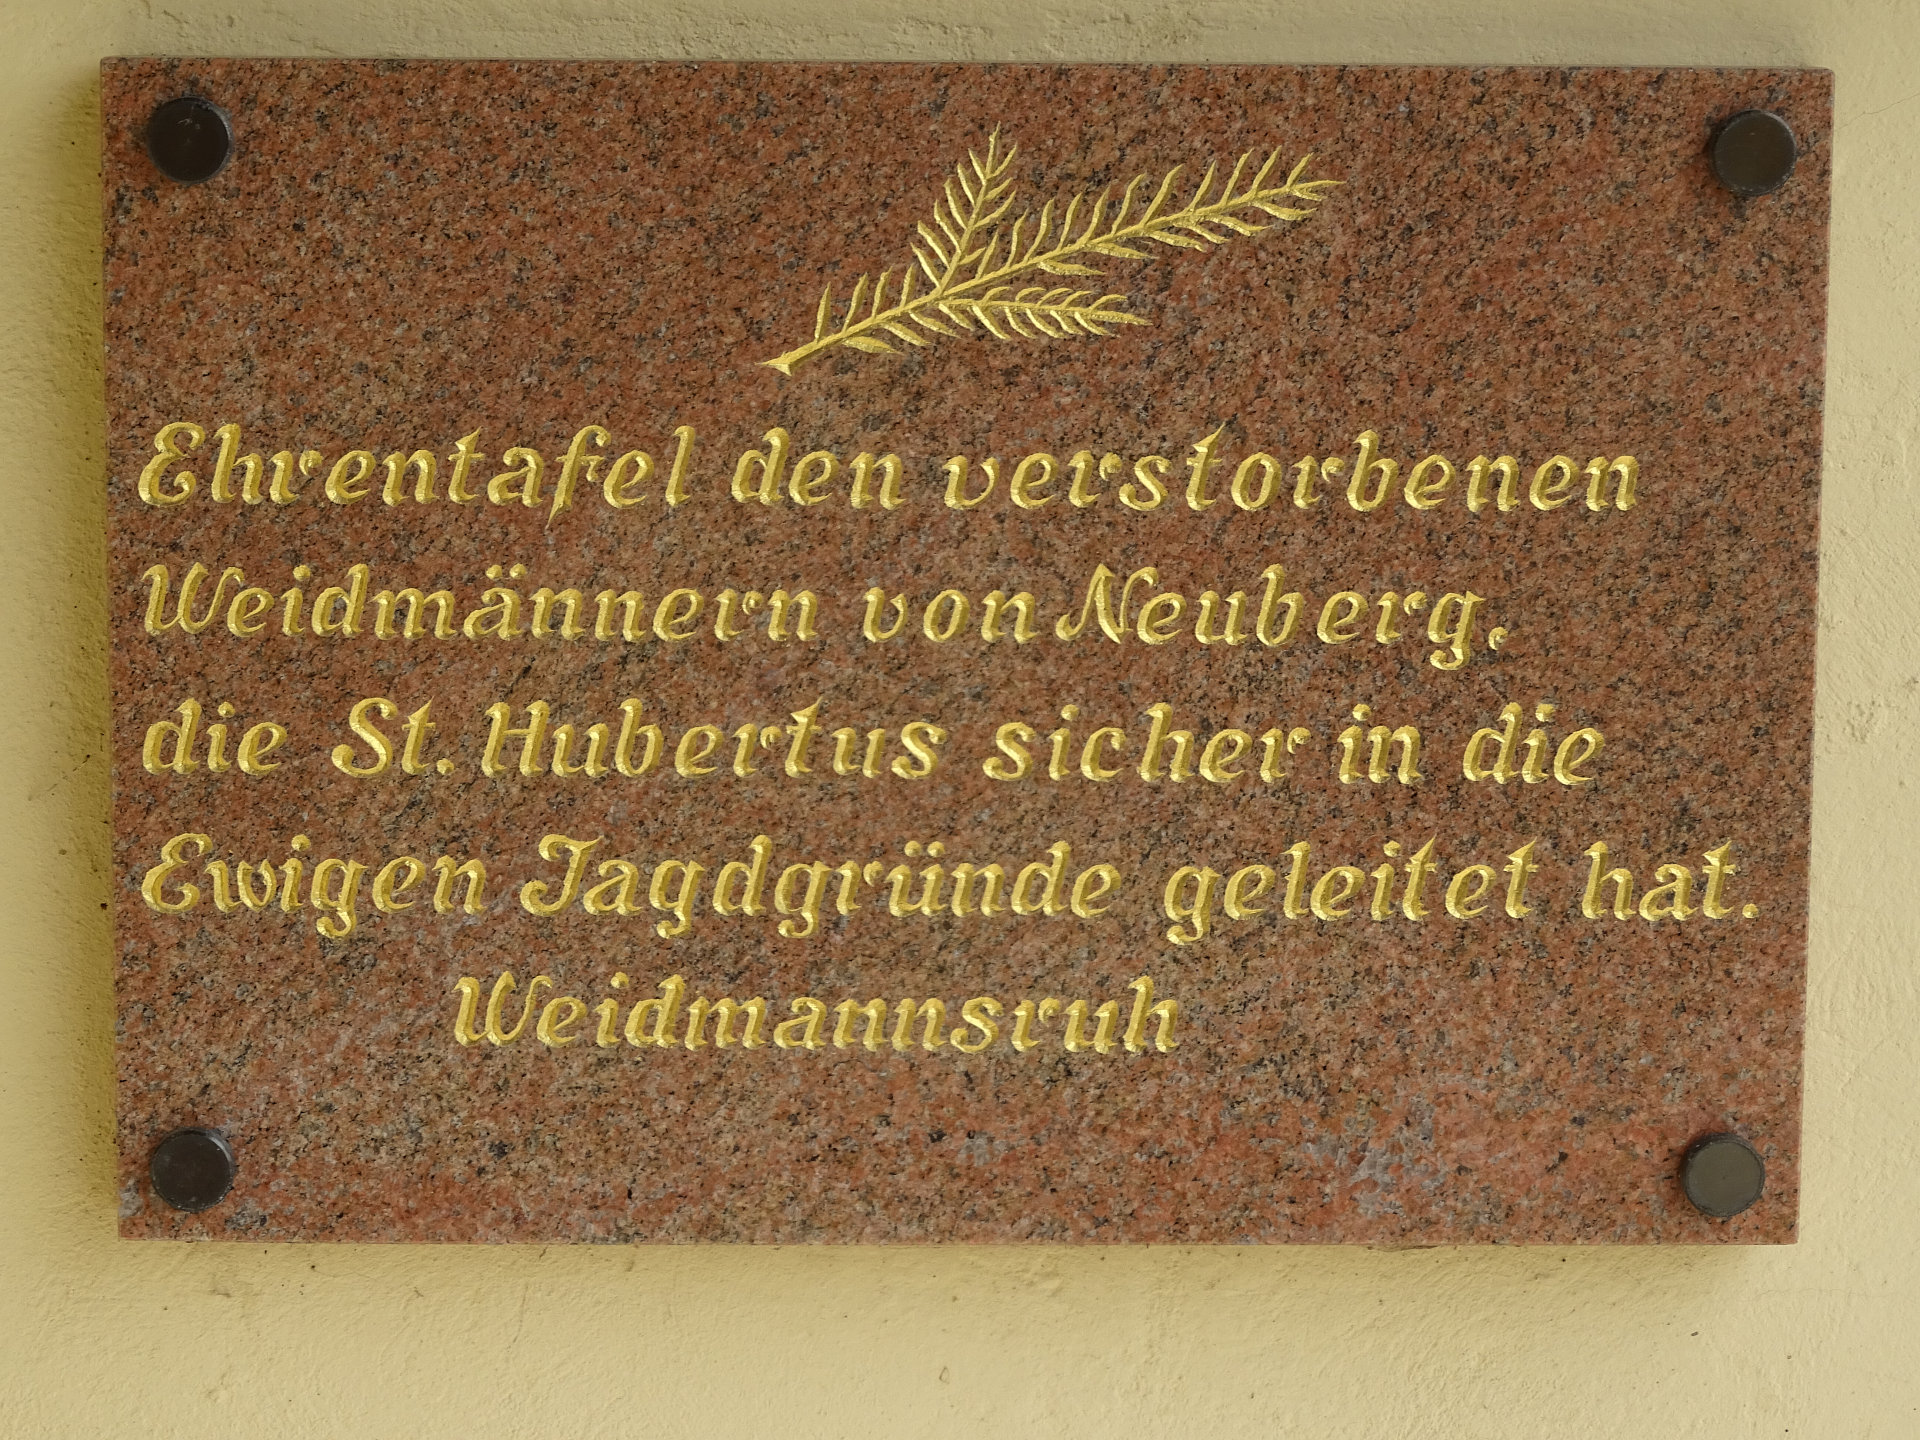 Ehrentafel den verstorbenen
Weidmännern von Neuberg,
die St. Hubertus sicher in die
Ewigen Jagdgründe geleitet hat.
Weidmannsruh